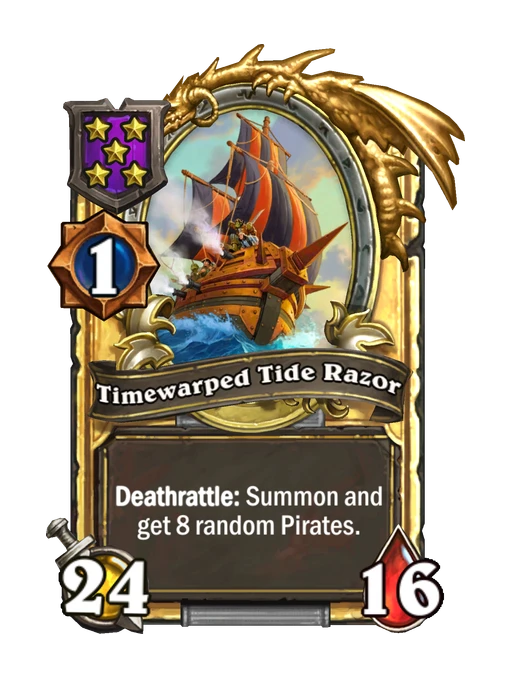 1
Timewarped Tide Razor
Deathrattle: Summon and
get 8 random Pirates.
24
16